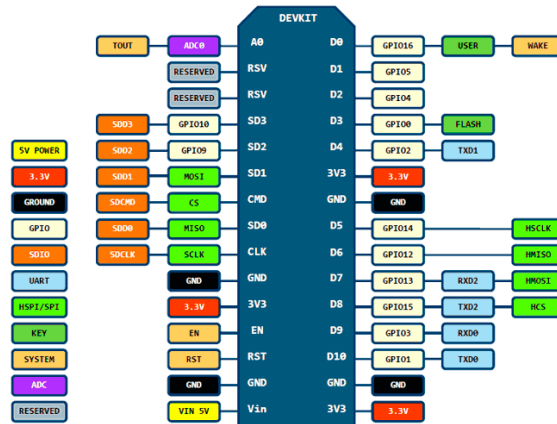 DEVKIT
TOUT ADC0 A0 D0 GPIO16 USER WAKE
RESERVED RSV D1 GPIO5
RESERVED RSV D2 GPIO4
SDD3 GPIO10 SD3 D3 GPIO0 FLASH
5V POWER SDD2 GPIO9 SD2 D4 GPIO2 TXD1
3.3V SDD1 MOSI SD1 3V3 3.3V
GROUND SDCMD CS CMD GND GND
GPIO SDD0 MISO SD0 D5 GPIO14 HSCLK
SDIO SDCLK SCLK CLK D6 GPIO12 HMISO
UART GND GND D7 GPIO13 RXD2 HMOSI
HSPI/SPI 3.3V 3V3 D8 GPIO15 TXD2 HCS
KEY EN EN D9 GPIO3 RXD0
SYSTEM RST RST D10 GPIO1 TXD0
ADC GND GND GND GND
RESERVED VIN 5V Vin 3V3 3.3V